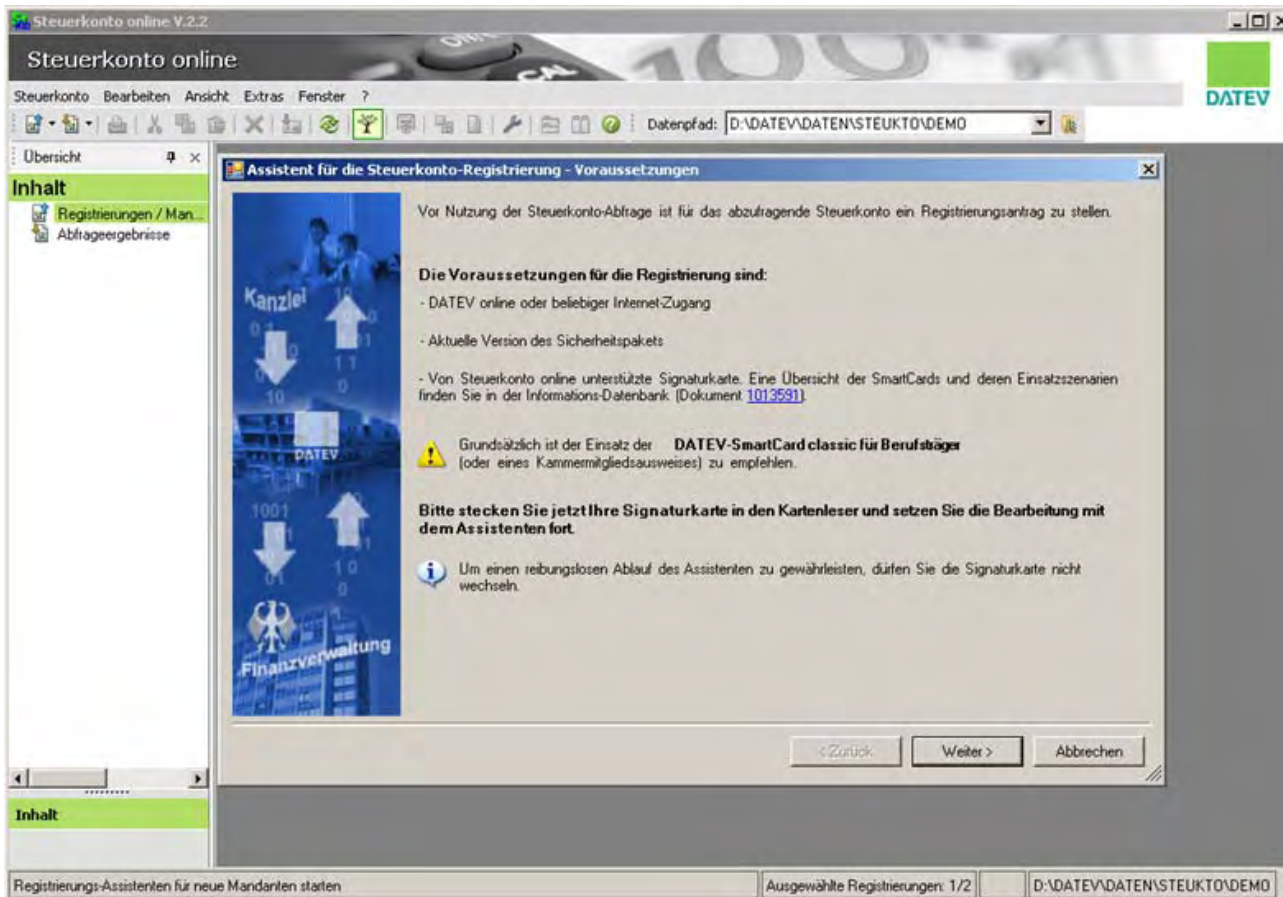 Steuerkonto online V.2.2
Steuerkonto online
DATEV
Steuerkonto Bearbeiten Ansicht Extras Fenster ?
Datenpfad: D:\DATEV\DATEN\STEUKTO\DEMO
Übersicht
Inhalt
Registrierungen / Man...
Abfrageergebnisse
Assistent für die Steuerkonto-Registrierung - Voraussetzungen
Kanzlei
DATEV
1001
Finanzverwaltung
Vor Nutzung der Steuerkonto-Abfrage ist für das abzufragende Steuerkonto ein Registrierungsantrag zu stellen.
Die Voraussetzungen für die Registrierung sind:
- DATEV online oder beliebiger Internet-Zugang
- Aktuelle Version des Sicherheitspakets
- Von Steuerkonto online unterstützte Signaturkarte. Eine Übersicht der SmartCards und deren Einsatzszenarien
finden Sie in der Informations-Datenbank (Dokument 1013591).
Grundsätzlich ist der Einsatz der DATEV-SmartCard classic für Berufsträger
(oder eines Kammermitgliedsausweises) zu empfehlen.
Bitte stecken Sie jetzt Ihre Signaturkarte in den Kartenleser und setzen Sie die Bearbeitung mit
dem Assistenten fort.
Um einen reibungslosen Ablauf des Assistenten zu gewährleisten, dürfen Sie die Signaturkarte nicht
wechseln.
< Zurück Weiter > Abbrechen
Inhalt
Registrierungs-Assistenten für neue Mandanten starten
Ausgewählte Registrierungen: 1/2
D:\DATEV\DATEN\STEUKTO\DEMO